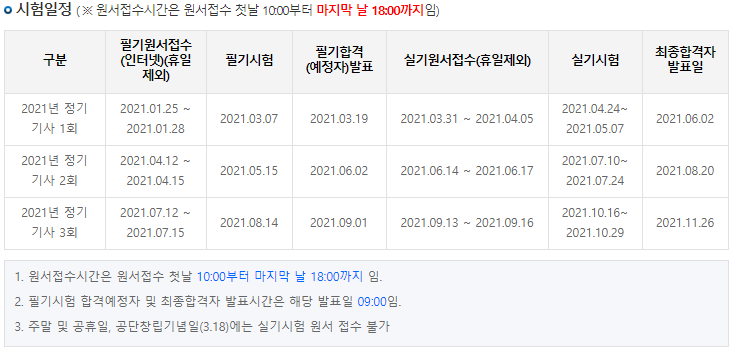 시험일정 ( ※ 원서접수시간은 원서접수 첫날 10:00부터 마지막 날 18:00까지임)
구분
필기원서접수
(인터넷)(휴일
제외)
필기시험
필기합격
(예정자)발표
실기원서접수(휴일제외)
실기시험
최종합격자
발표일
2021년 정기
기사 1회
2021.01.25 ~
2021.01.28
2021.03.07
2021.03.19
2021.03.31 ~ 2021.04.05
2021.04.24~
2021.05.07
2021.06.02
2021년 정기
기사 2회
2021.04.12 ~
2021.04.15
2021.05.15
2021.06.02
2021.06.14 ~ 2021.06.17
2021.07.10~
2021.07.24
2021.08.20
2021년 정기
기사 3회
2021.07.12 ~
2021.07.15
2021.08.14
2021.09.01
2021.09.13 ~ 2021.09.16
2021.10.16~
2021.10.29
2021.11.26
1. 원서접수시간은 원서접수 첫날 10:00부터 마지막 날 18:00까지 임.
2. 필기시험 합격예정자 및 최종합격자 발표시간은 해당 발표일 09:00임.
3. 주말 및 공휴일, 공단창립기념일(3.18)에는 실기시험 원서 접수 불가